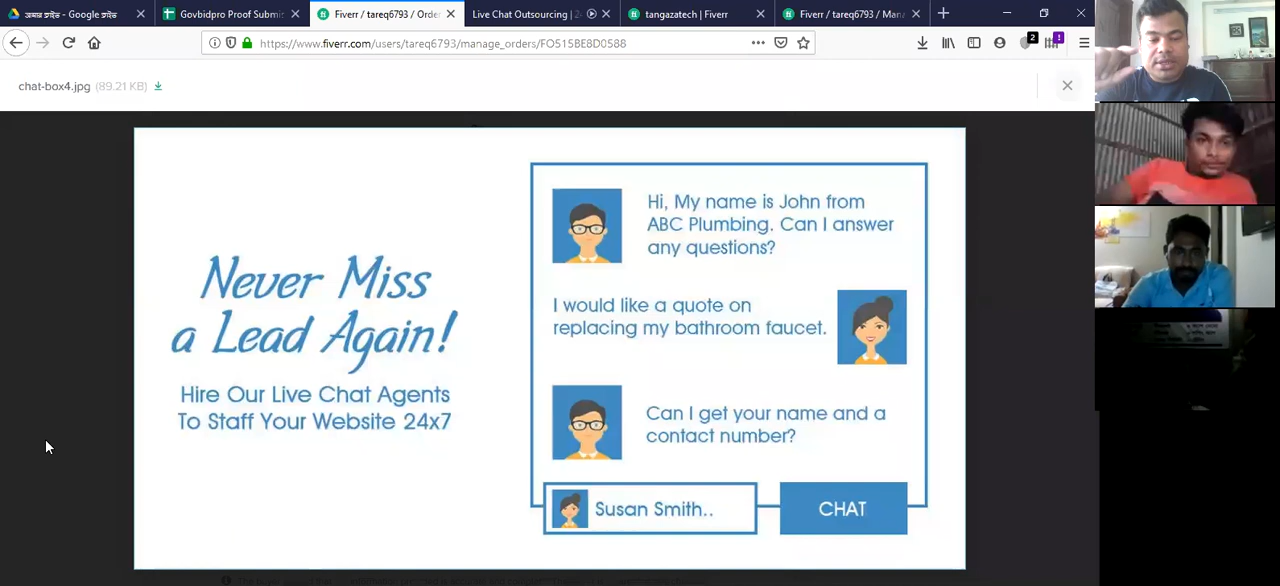 আমার ড্রাইভ - Google ড্রাইভ
Govbidpro Proof Submis
Fiverr / tareq6793 / Orde
Live Chat Outsourcing | 2
tangazatech | Fiverr
Fiverr / tareq6793 / Man
https://www.fiverr.com/users/tareq6793/manage_orders/FO515BE8D0588
2
chat-box4.jpg (89.21 KB)
Never Miss
a Lead Again!
Hire Our Live Chat Agents
To Staff Your Website 24x7
Hi, My name is John from
ABC Plumbing. Can I answer
any questions?
I would like a quote on
replacing my bathroom faucet.
Can I get your name and a
contact number?
Susan Smith..
CHAT